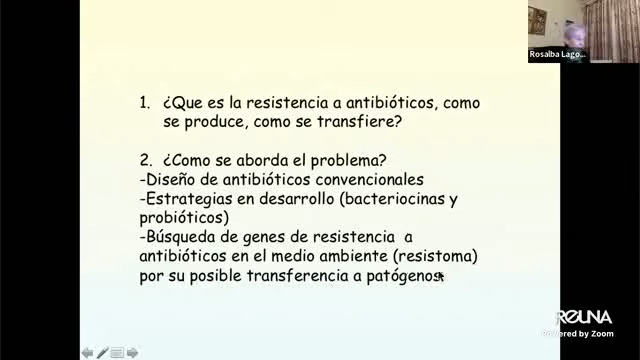 Rosalba Lago...
1. ¿Que es la resistencia a antibióticos, como
se produce, como se transfiere?
2. ¿Como se aborda el problema?
-Diseño de antibióticos convencionales
-Estrategias en desarrollo (bacteriocinas y
probióticos)
-Búsqueda de genes de resistencia a
antibióticos en el medio ambiente (resistoma)
por su posible transferencia a patógenos
REUNA
Powered by Zoom